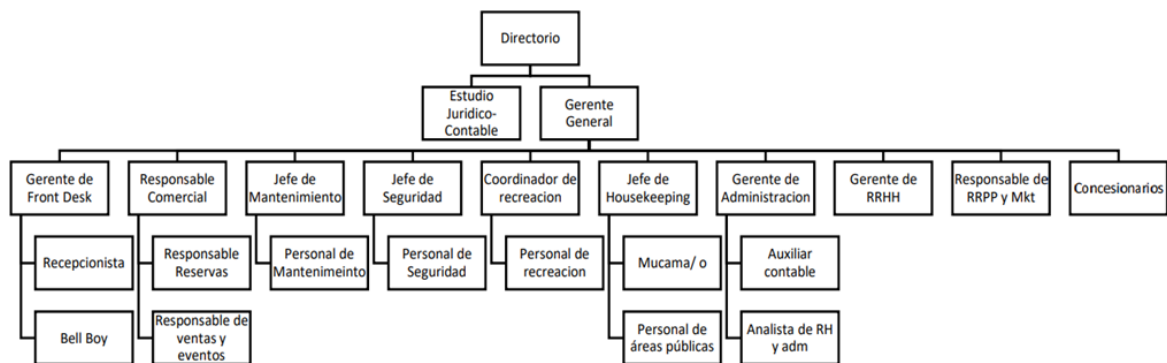 Directorio
Estudio
Juridico-
Contable
Gerente
General
Gerente de
Front Desk
Responsable
Comercial
Jefe de
Mantenimiento
Jefe de
Seguridad
Coordinador de
recreacion
Jefe de
Housekeeping
Gerente de
Administracion
Gerente de
RRHH
Responsable de
RRPP y Mkt
Concesionarios
Recepcionista
Responsable
Reservas
Personal de
Mantenimeinto
Personal de
Seguridad
Personal de
recreacion
Mucama/ o
Auxiliar
contable
Bell Boy
Responsable de
ventas y
eventos
Personal de
áreas públicas
Analista de RH
y adm